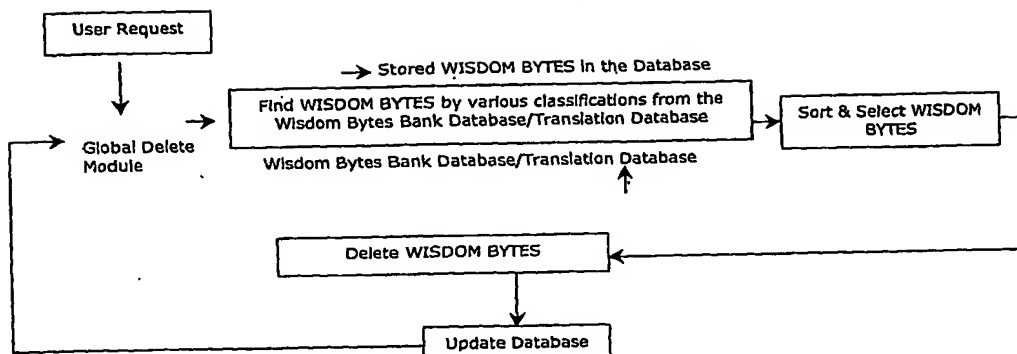 User Request
Stored WISDOM BYTES in the Database
Find WISDOM BYTES by various classifications from the
Wisdom Bytes Bank Database/Translation Database
Sort & Select WISDOM
BYTES
Global Delete
Module
Wisdom Bytes Bank Database/Translation Database
Delete WISDOM BYTES
Update Database